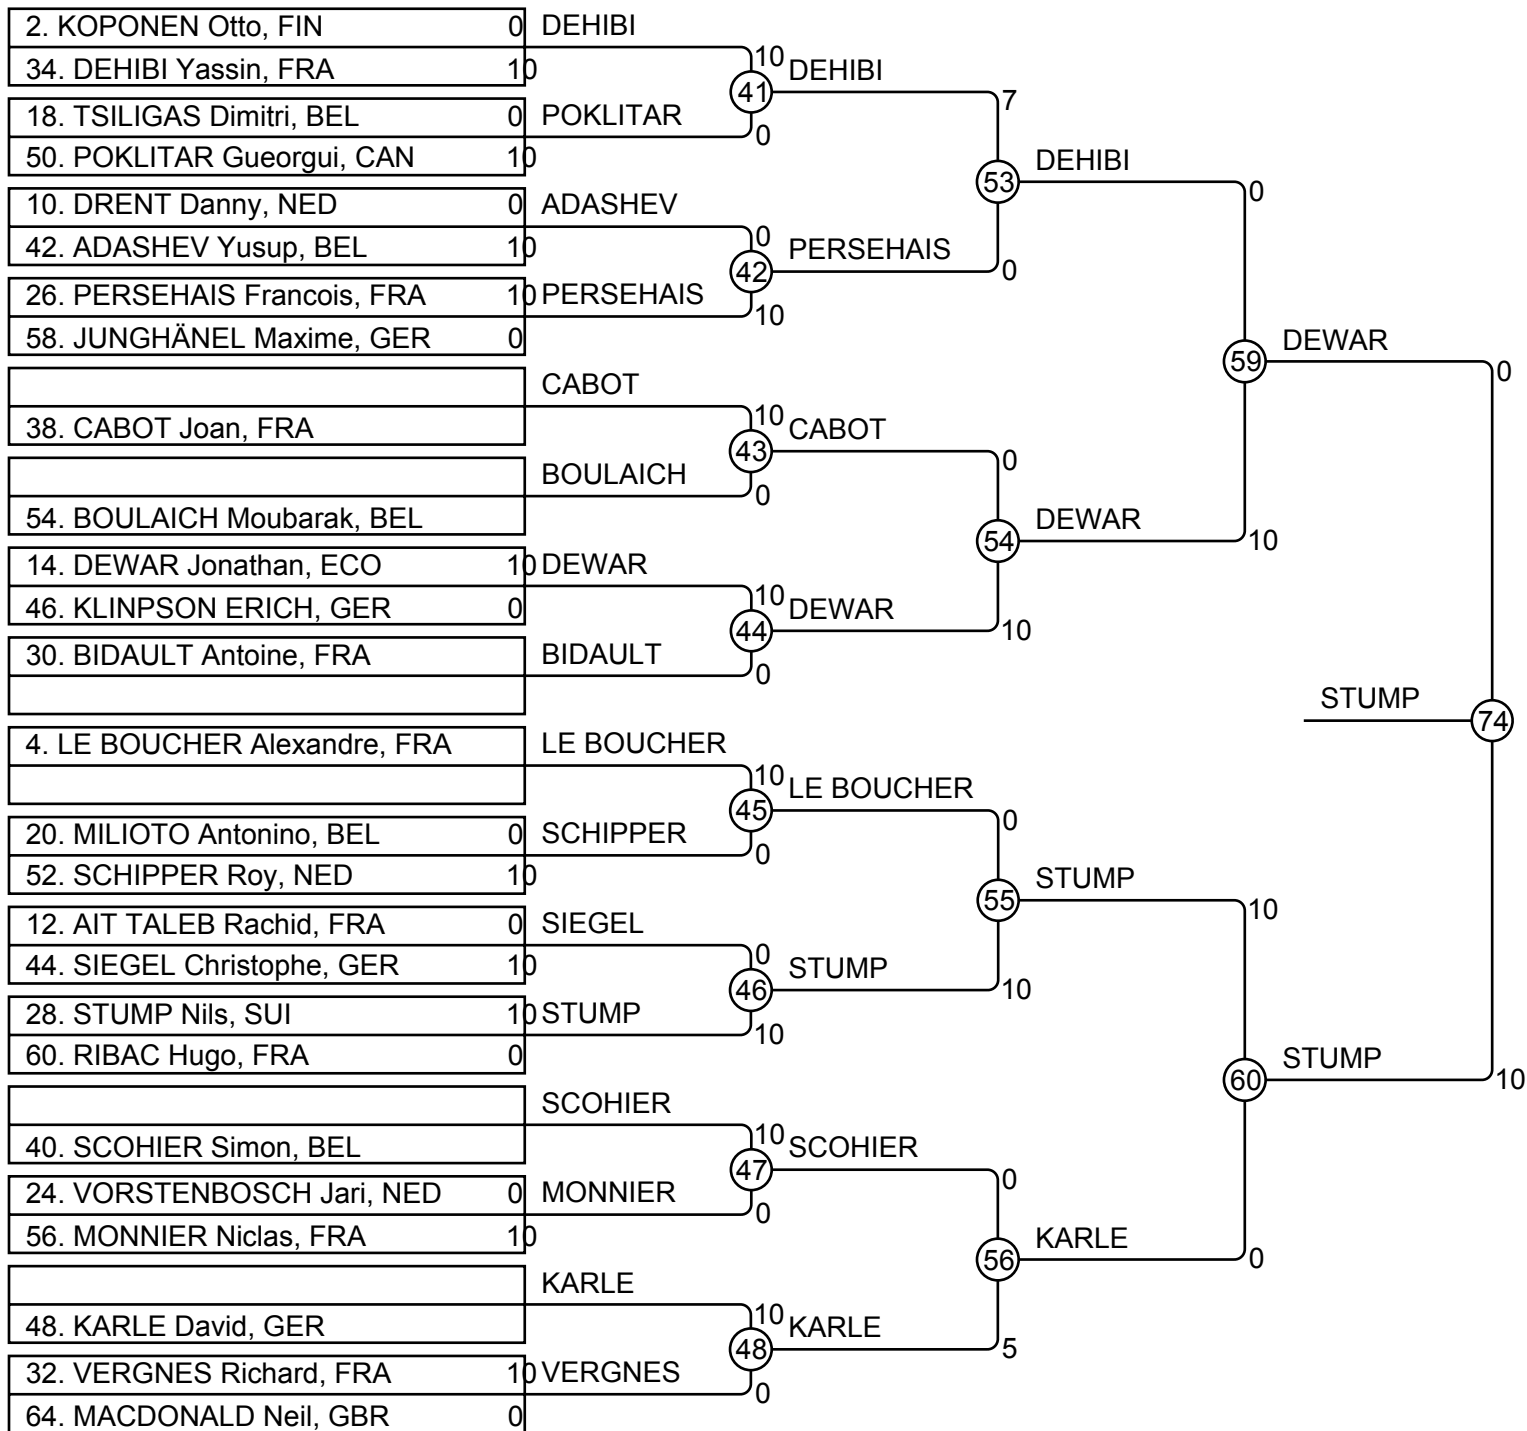 2. KOPONEN Otto, FIN 0 DEHIBI
10
34. DEHIBI Yassin, FRA 10
DEHIBI
41
18. TSILIGAS Dimitri, BEL 0 POKLITAR
7
0
50. POKLITAR Gueorgui, CAN 10
DEHIBI
53
10. DRENT Danny, NED 0 ADASHEV
0
0
42. ADASHEV Yusup, BEL 10
PERSEHAIS
42
0
26. PERSEHAIS Francois, FRA 10 PERSEHAIS
10
58. JUNGHÄNEL Maxime, GER 0
DEWAR
59
0
CABOT
10
38. CABOT Joan, FRA
CABOT
43
0
BOULAICH
0
54. BOULAICH Moubarak, BEL
DEWAR
54
10
14. DEWAR Jonathan, ECO 10 DEWAR
10
46. KLINPSON ERICH, GER 0
DEWAR
44
10
30. BIDAULT Antoine, FRA BIDAULT
0
STUMP
74
4. LE BOUCHER Alexandre, FRA LE BOUCHER
10
LE BOUCHER
45
0
20. MILIOTO Antonino, BEL 0 SCHIPPER
0
52. SCHIPPER Roy, NED 10
STUMP
55
10
12. AIT TALEB Rachid, FRA 0 SIEGEL
0
44. SIEGEL Christophe, GER 10
STUMP
46
10
28. STUMP Nils, SUI 10 STUMP
10
60. RIBAC Hugo, FRA 0
STUMP
60
10
SCOHIER
10
40. SCOHIER Simon, BEL
SCOHIER
47
0
24. VORSTENBOSCH Jari, NED 0 MONNIER
0
56. MONNIER Niclas, FRA 10
KARLE
56
0
KARLE
10
48. KARLE David, GER
KARLE
48
5
32. VERGNES Richard, FRA 10 VERGNES
0
64. MACDONALD Neil, GBR 0